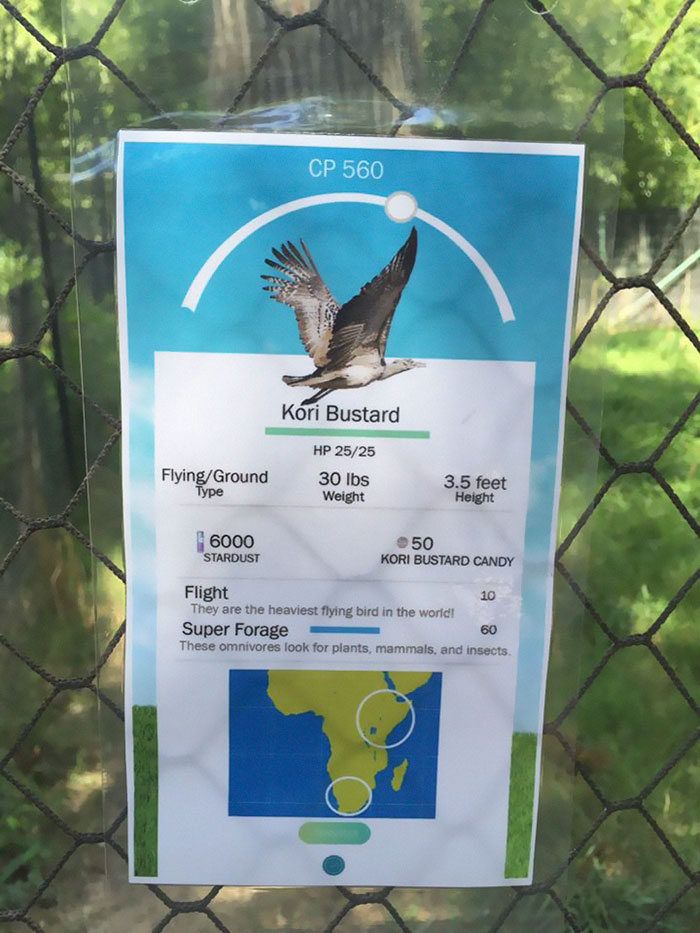 CP 560
Kori Bustard
HP 25/25
Flying/Ground 30 lbs 3.5 feet
Type Weight Height
6000 50
STARDUST KORI BUSTARD CANDY
Flight 10
They are the heaviest flying bird in the world!
Super Forage 60
These omnivores look for plants, mammals, and insects.